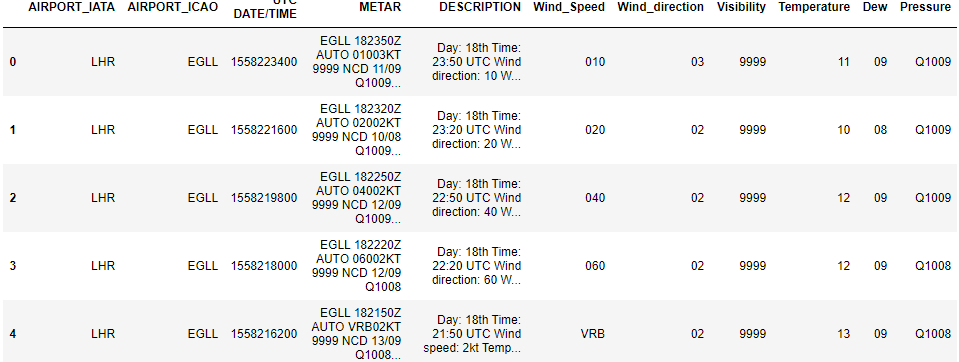 AIRPORT_IATA AIRPORT_ICAO UTC DATE/TIME METAR DESCRIPTION Wind_Speed Wind_direction Visibility Temperature Dew Pressure
0 LHR EGLL 1558223400 EGLL 182350Z AUTO 01003KT 9999 NCD 11/09 Q1009... Day: 18th Time: 23:50 UTC Wind direction: 10 W... 010 03 9999 11 09 Q1009
1 LHR EGLL 1558221600 EGLL 182320Z AUTO 02002KT 9999 NCD 10/08 Q1009... Day: 18th Time: 23:20 UTC Wind direction: 20 W... 020 02 9999 10 08 Q1009
2 LHR EGLL 1558219800 EGLL 182250Z AUTO 04002KT 9999 NCD 12/09 Q1009... Day: 18th Time: 22:50 UTC Wind direction: 40 W... 040 02 9999 12 09 Q1009
3 LHR EGLL 1558218000 EGLL 182220Z AUTO 06002KT 9999 NCD 12/09 Q1008 Day: 18th Time: 22:20 UTC Wind direction: 60 W... 060 02 9999 12 09 Q1008
4 LHR EGLL 1558216200 EGLL 182150Z AUTO VRB02KT 9999 NCD 13/09 Q1008... Day: 18th Time: 21:50 UTC Wind speed: 2kt Temp... VRB 02 9999 13 09 Q1008